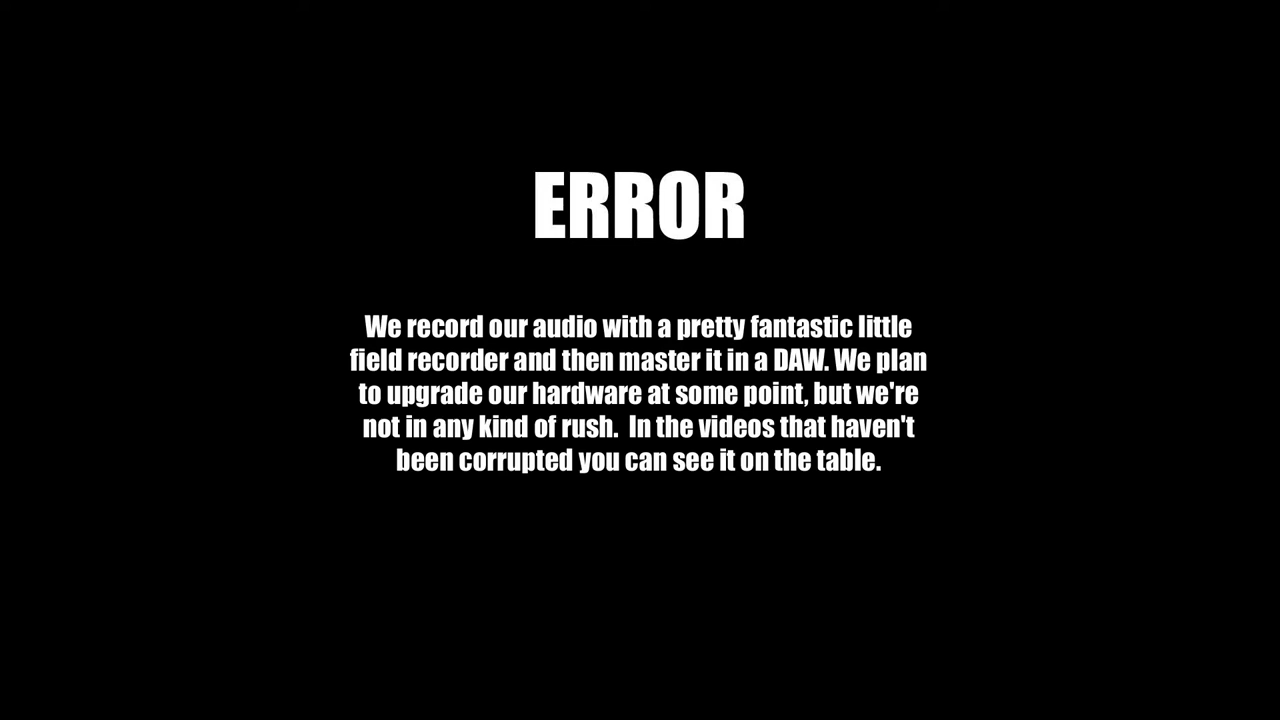 ERROR
We record our audio with a pretty fantastic little
field recorder and then master it in a DAW. We plan
to upgrade our hardware at some point, but we're
not in any kind of rush.  In the videos that haven't
been corrupted you can see it on the table.